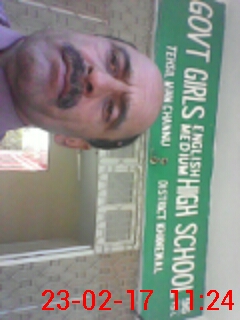 GOVT GIRLS HIGH SCHOOL
ENGLISH
MEDIUM
TEHSIL MIAN CHANNU
DISTRICT KHANEWAL
23-02-17 11:24